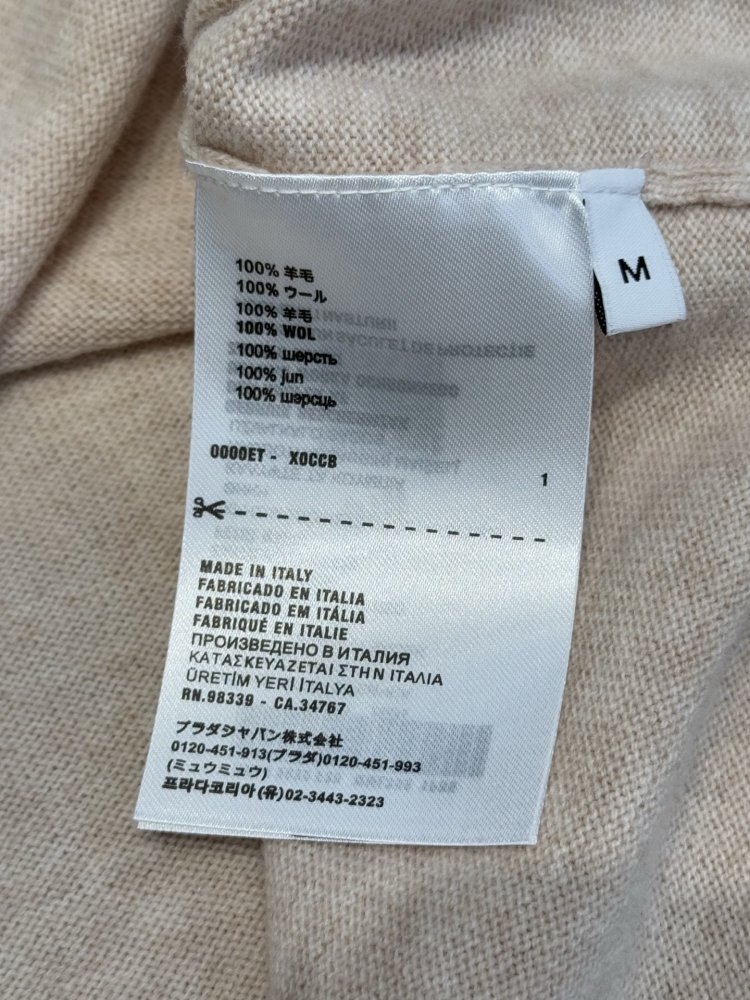 100% 羊毛
100% ウール
100% 羊毛
100% WOL
100% шерсть
100% jun
100% шэрсць
0000ET - X0CCB
1
M
MADE IN ITALY
FABRICADO EN ITALIA
FABRICADO EM ITÁLIA
FABRIQUÉ EN ITALIE
ПРОИЗВЕДЕНО В ИТАЛИЯ
ΚΑΤΑΣΚΕΥΑΖΕΤΑΙ ΣΤΗΝ ΙΤΑΛΙΑ
ÜRETİM YERİ İTALYA
RN.98339 - CA.34767
プラダジャパン株式会社
0120-451-913(プラダ)0120-451-993
(ミュウミュウ)
프라다코리아(유)02-3443-2323